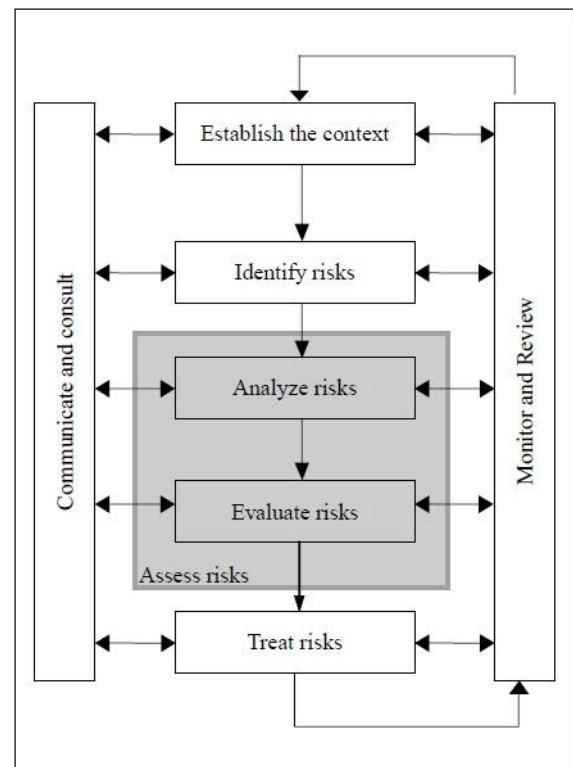 Establish the context
Identify risks
Analyze risks
Evaluate risks
Assess risks
Treat risks
Communicate and consult
Monitor and Review